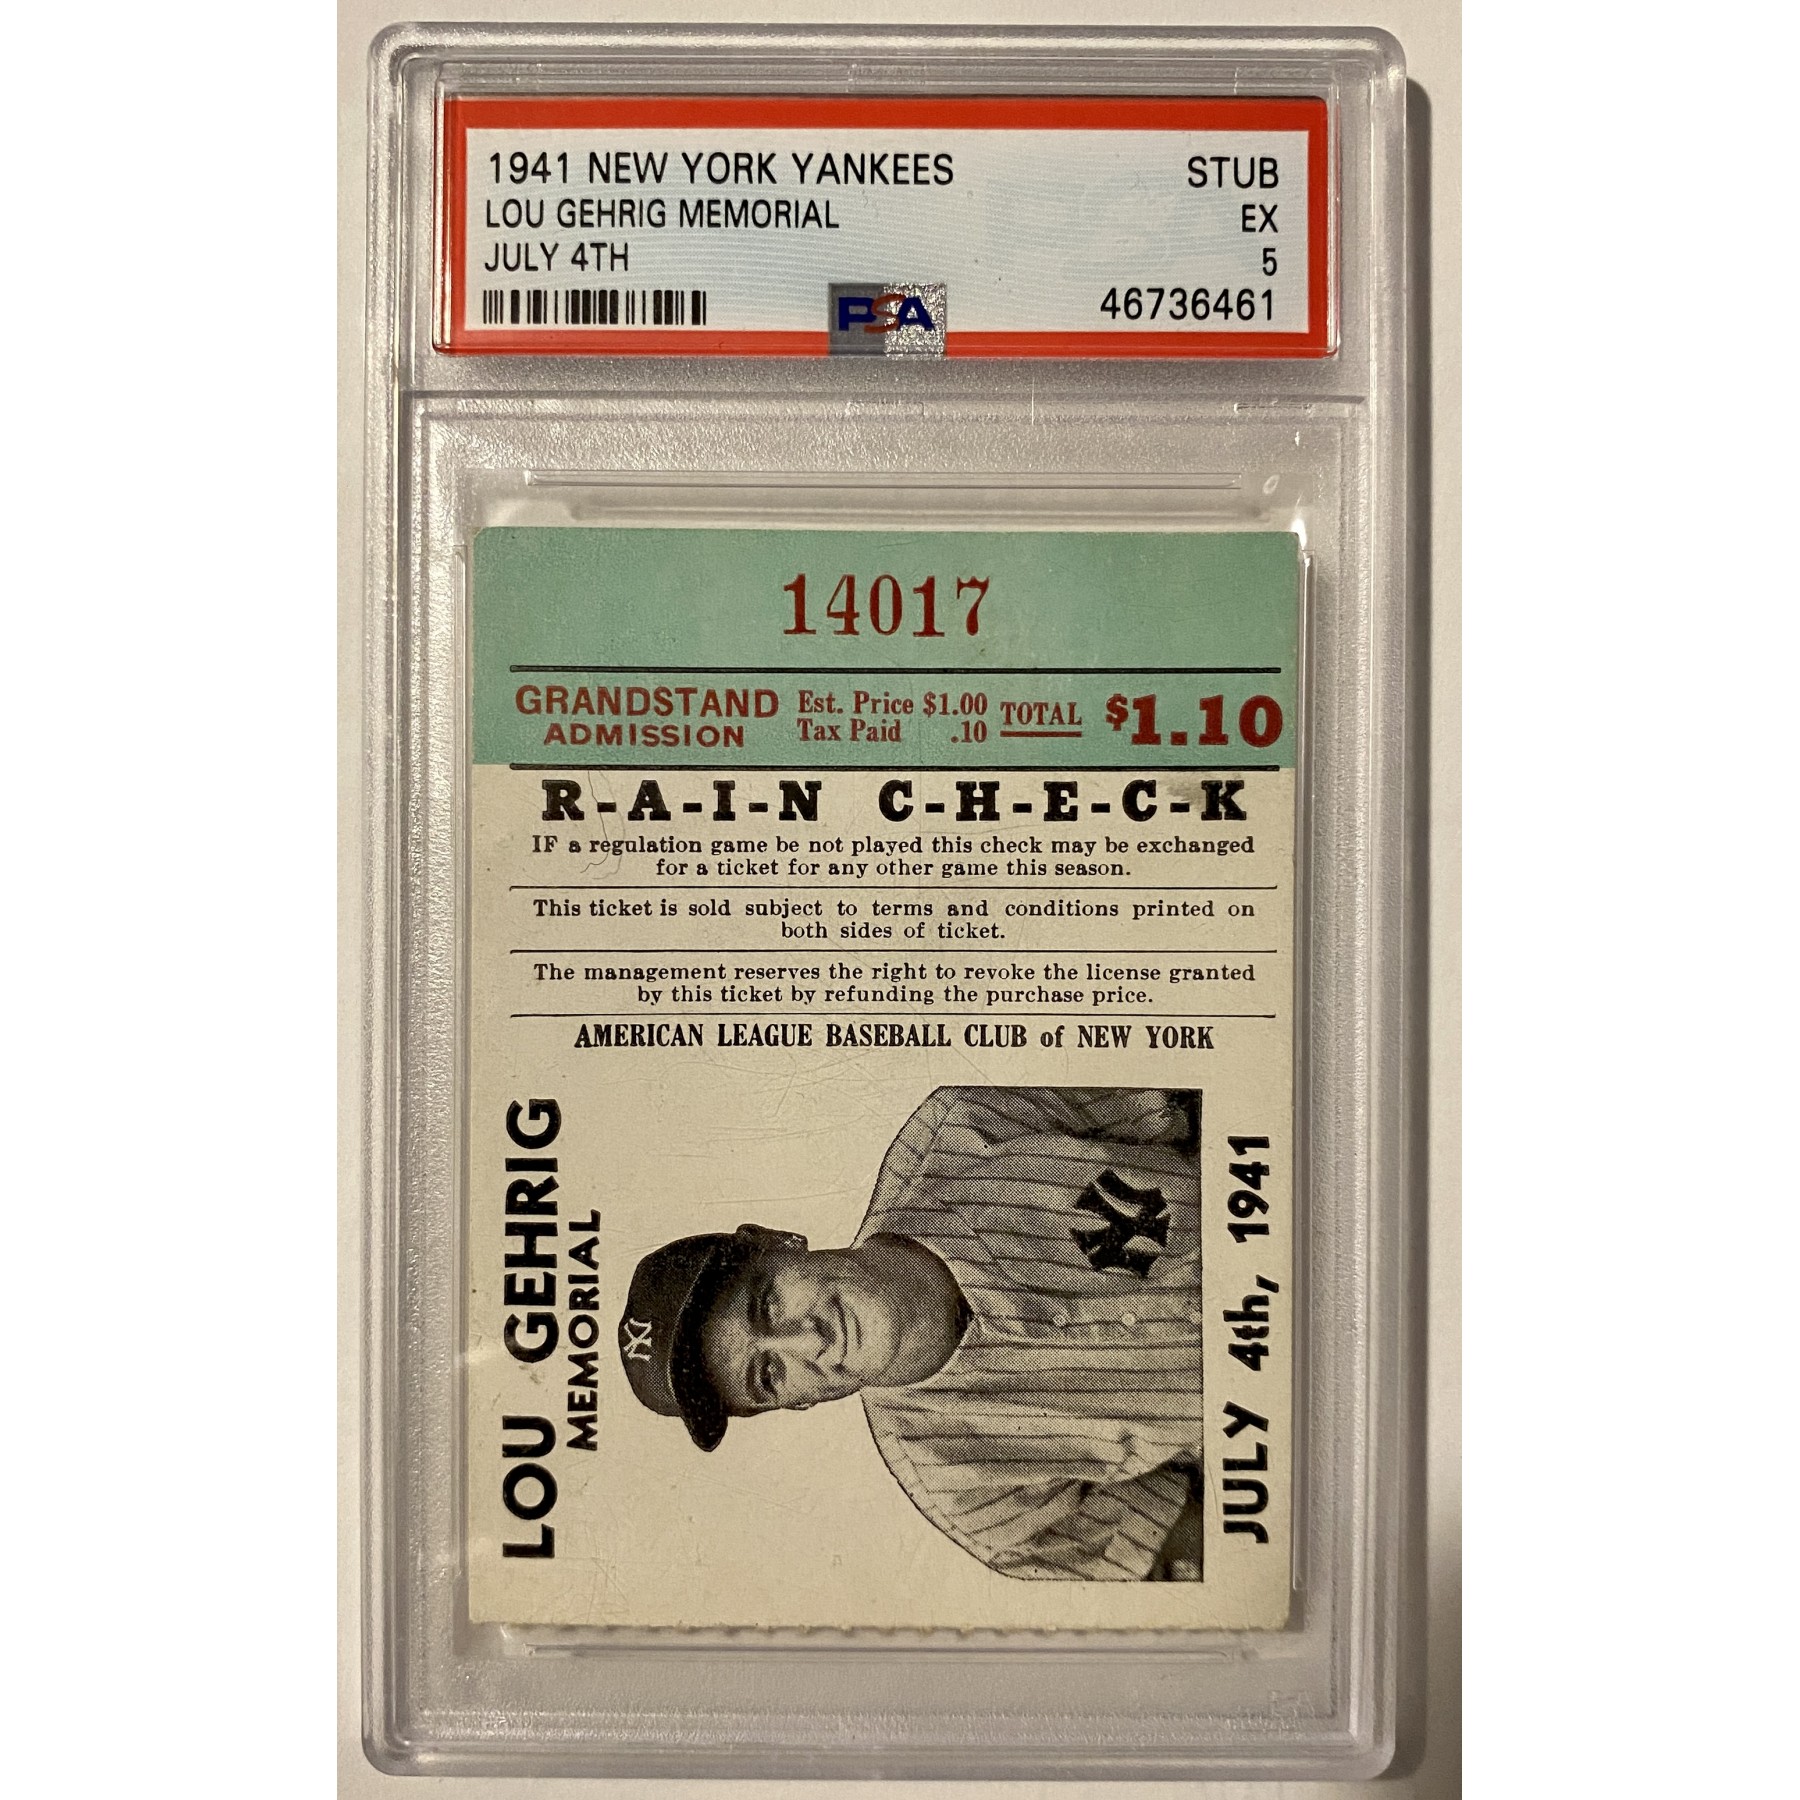 1941 NEW YORK YANKEES STUB
LOU GEHRIG MEMORIAL EX
JULY 4TH 5
PSA 46736461
14017
GRANDSTAND ADMISSION Est. Price $1.00 Tax Paid .10 TOTAL $1.10
R-A-I-N C-H-E-C-K
IF a regulation game be not played this check may be exchanged
for a ticket for any other game this season.
This ticket is sold subject to terms and conditions printed on
both sides of ticket.
The management reserves the right to revoke the license granted
by this ticket by refunding the purchase price.
AMERICAN LEAGUE BASEBALL CLUB of NEW YORK
LOU GEHRIG
MEMORIAL
NY
NY
JULY 4th, 1941